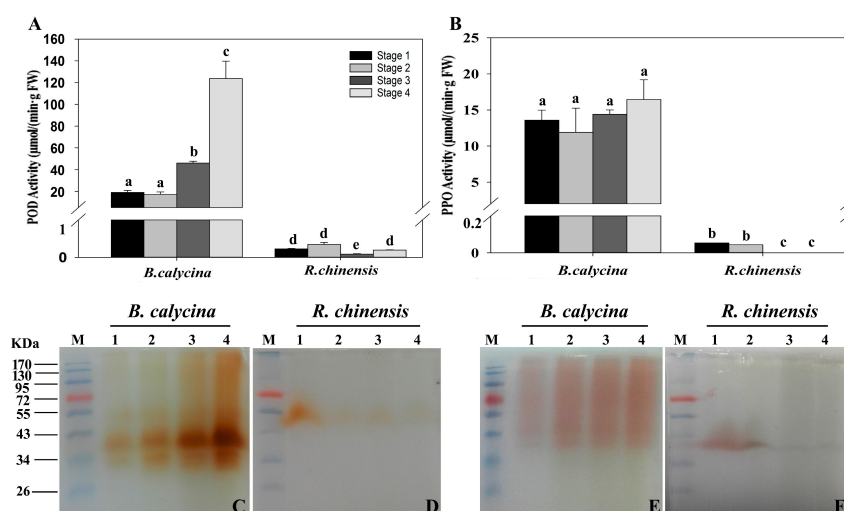 A
POD Activity (µmol/(min·g FW)
160
140
120
100
80
60
40
20
1
0
a
a
b
c
d
d
e
d
Stage 1
Stage 2
Stage 3
Stage 4
B.calycina
R.chinensis
B
PPO Activity (µmol/(min·g FW)
25
20
15
10
5
0.2
0
a
a
a
a
b
b
c
c
B.calycina
R.chinensis
B. calycina
R. chinensis
B. calycina
R. chinensis
KDa
M
1
2
3
4
M
1
2
3
4
M
1
2
3
4
M
1
2
3
4
170
130
95
72
55
43
34
26
C
D
E
F